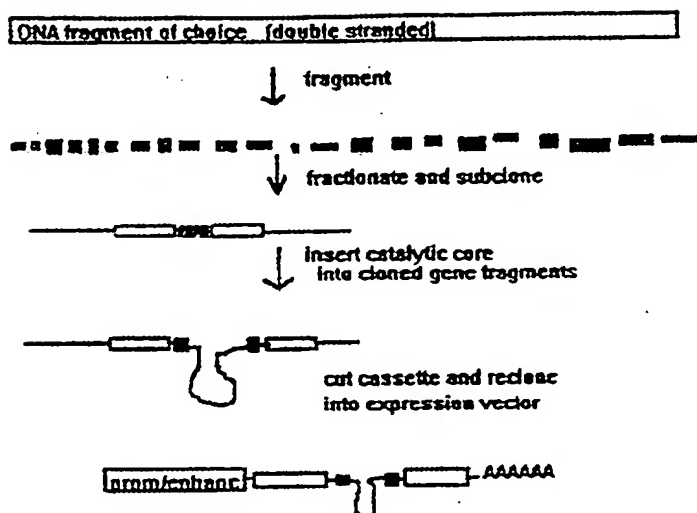 DNA fragment of choice (double stranded)
fragment
fractionate and subclone
insert catalytic core
into cloned gene fragments
cut cassette and reclone
into expression vector
prom/enhanc
AAAAAA